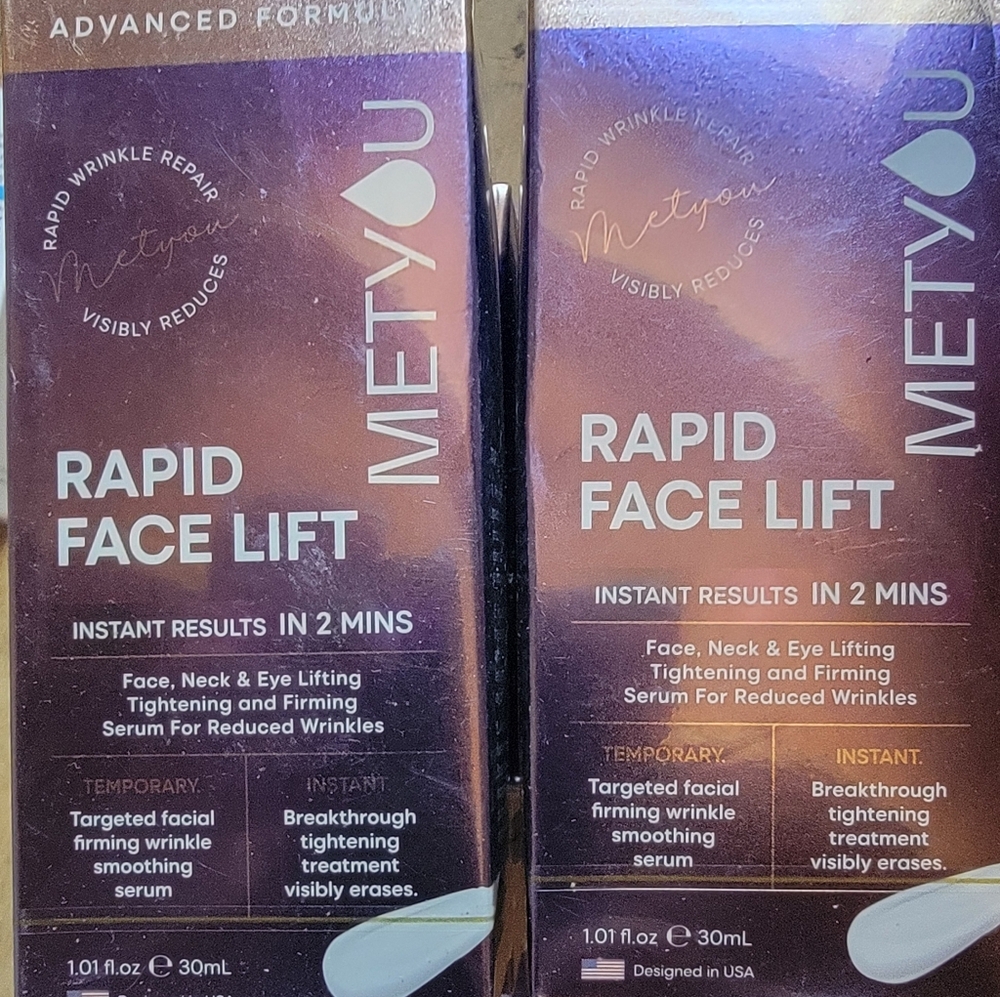 ADVANCED FORMUL
RAPID WRINKLE REPAIR
Metyou
VISIBLY REDUCES
METYOU
RAPID
FACE LIFT
INSTANT RESULTS IN 2 MINS
Face, Neck & Eye Lifting
Tightening and Firming
Serum For Reduced Wrinkles
TEMPORARY.
Targeted facial
firming wrinkle
smoothing
serum
INSTANT.
Breakthrough
tightening
treatment
visibly erases.
1.01 fl.oz ℮ 30mL
RAPID WRINKLE REPAIR
Metyou
VISIBLY REDUCES
METYOU
RAPID
FACE LIFT
INSTANT RESULTS IN 2 MINS
Face, Neck & Eye Lifting
Tightening and Firming
Serum For Reduced Wrinkles
TEMPORARY.
Targeted facial
firming wrinkle
smoothing
serum
INSTANT.
Breakthrough
tightening
treatment
visibly erases.
1.01 fl.oz ℮ 30mL
Designed in USA